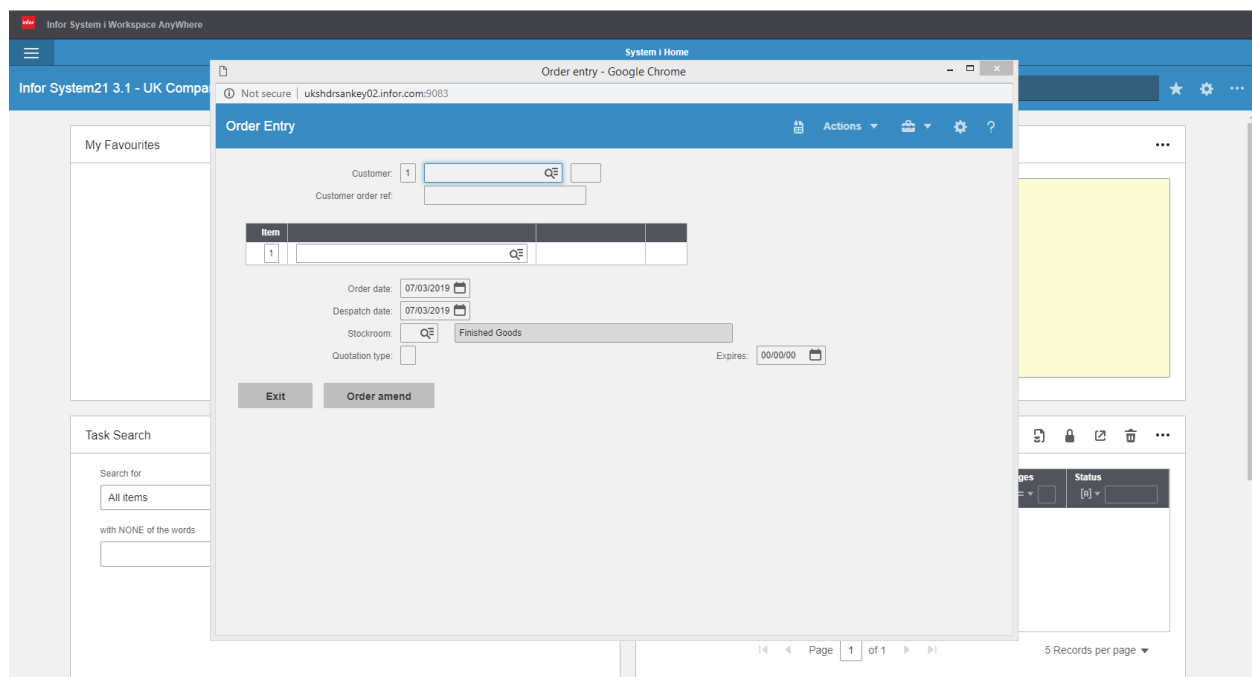 infor Infor System i Workspace AnyWhere
System i Home
Order entry - Google Chrome
Infor System21 3.1 - UK Compa
Not secure | ukshdrsankey02.infor.com:9083
Order Entry
Actions
?
My Favourites
Customer: 1
Customer order ref:
Item
1
Order date: 07/03/2019
Despatch date: 07/03/2019
Stockroom: Finished Goods
Quotation type: Expires: 00/00/00
Exit Order amend
Task Search
Search for
All items
with NONE of the words
ges Status
= [R]
Page 1 of 1 5 Records per page